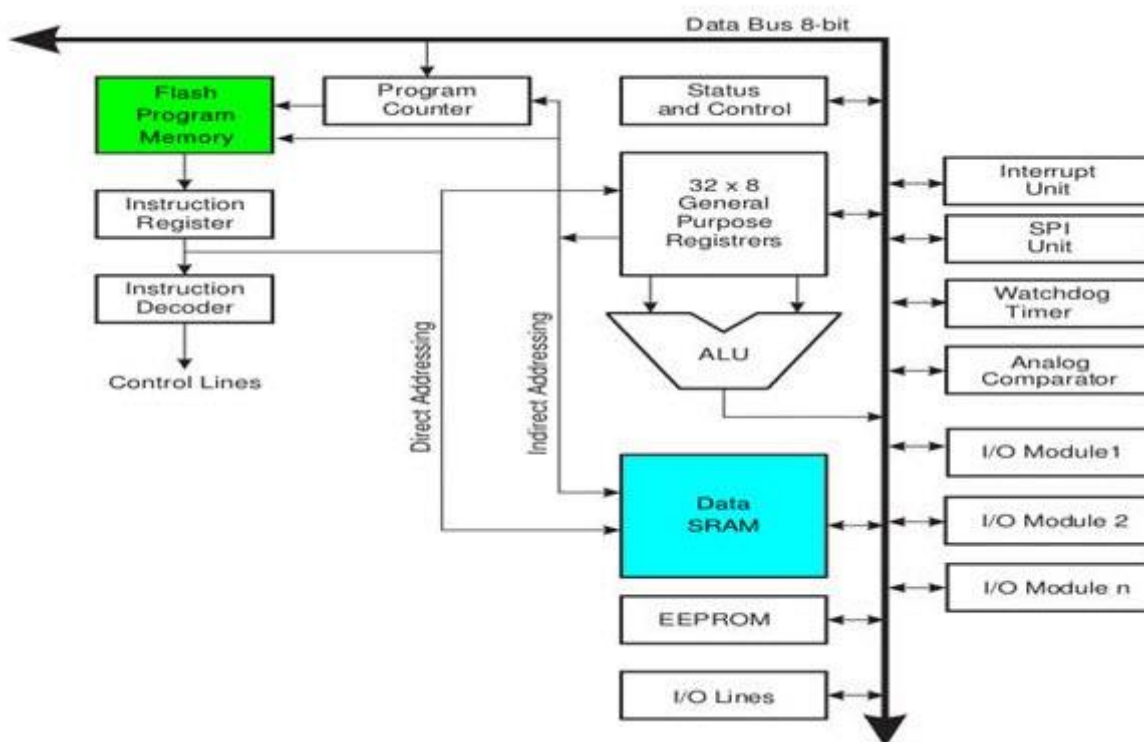 Data Bus 8-bit
Flash
Program
Memory
Program
Counter
Status
and Control
Interrupt
Unit
32 x 8
General
Purpose
Registrers
Instruction
Register
SPI
Unit
Instruction
Decoder
Watchdog
Timer
ALU
Analog
Comparator
Control Lines
Direct Addressing
Indirect Addressing
I/O Module1
Data
SRAM
I/O Module 2
I/O Module n
EEPROM
I/O Lines